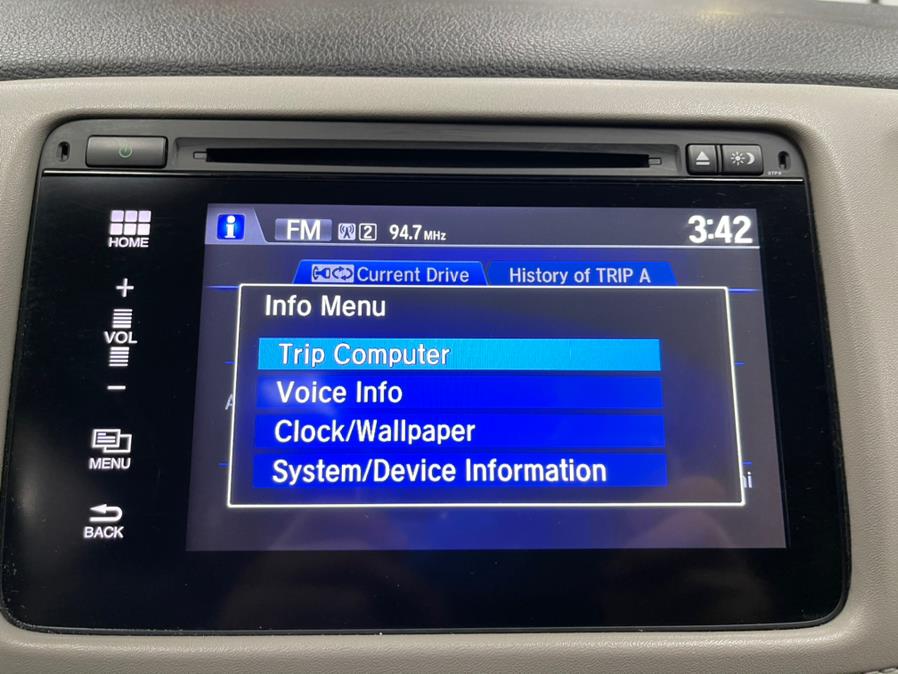 HOME
+
VOL
−
MENU
BACK
i FM 2 94.7 MHz 3:42
Current Drive History of TRIP A
Info Menu
Trip Computer
Voice Info
Clock/Wallpaper
System/Device Information